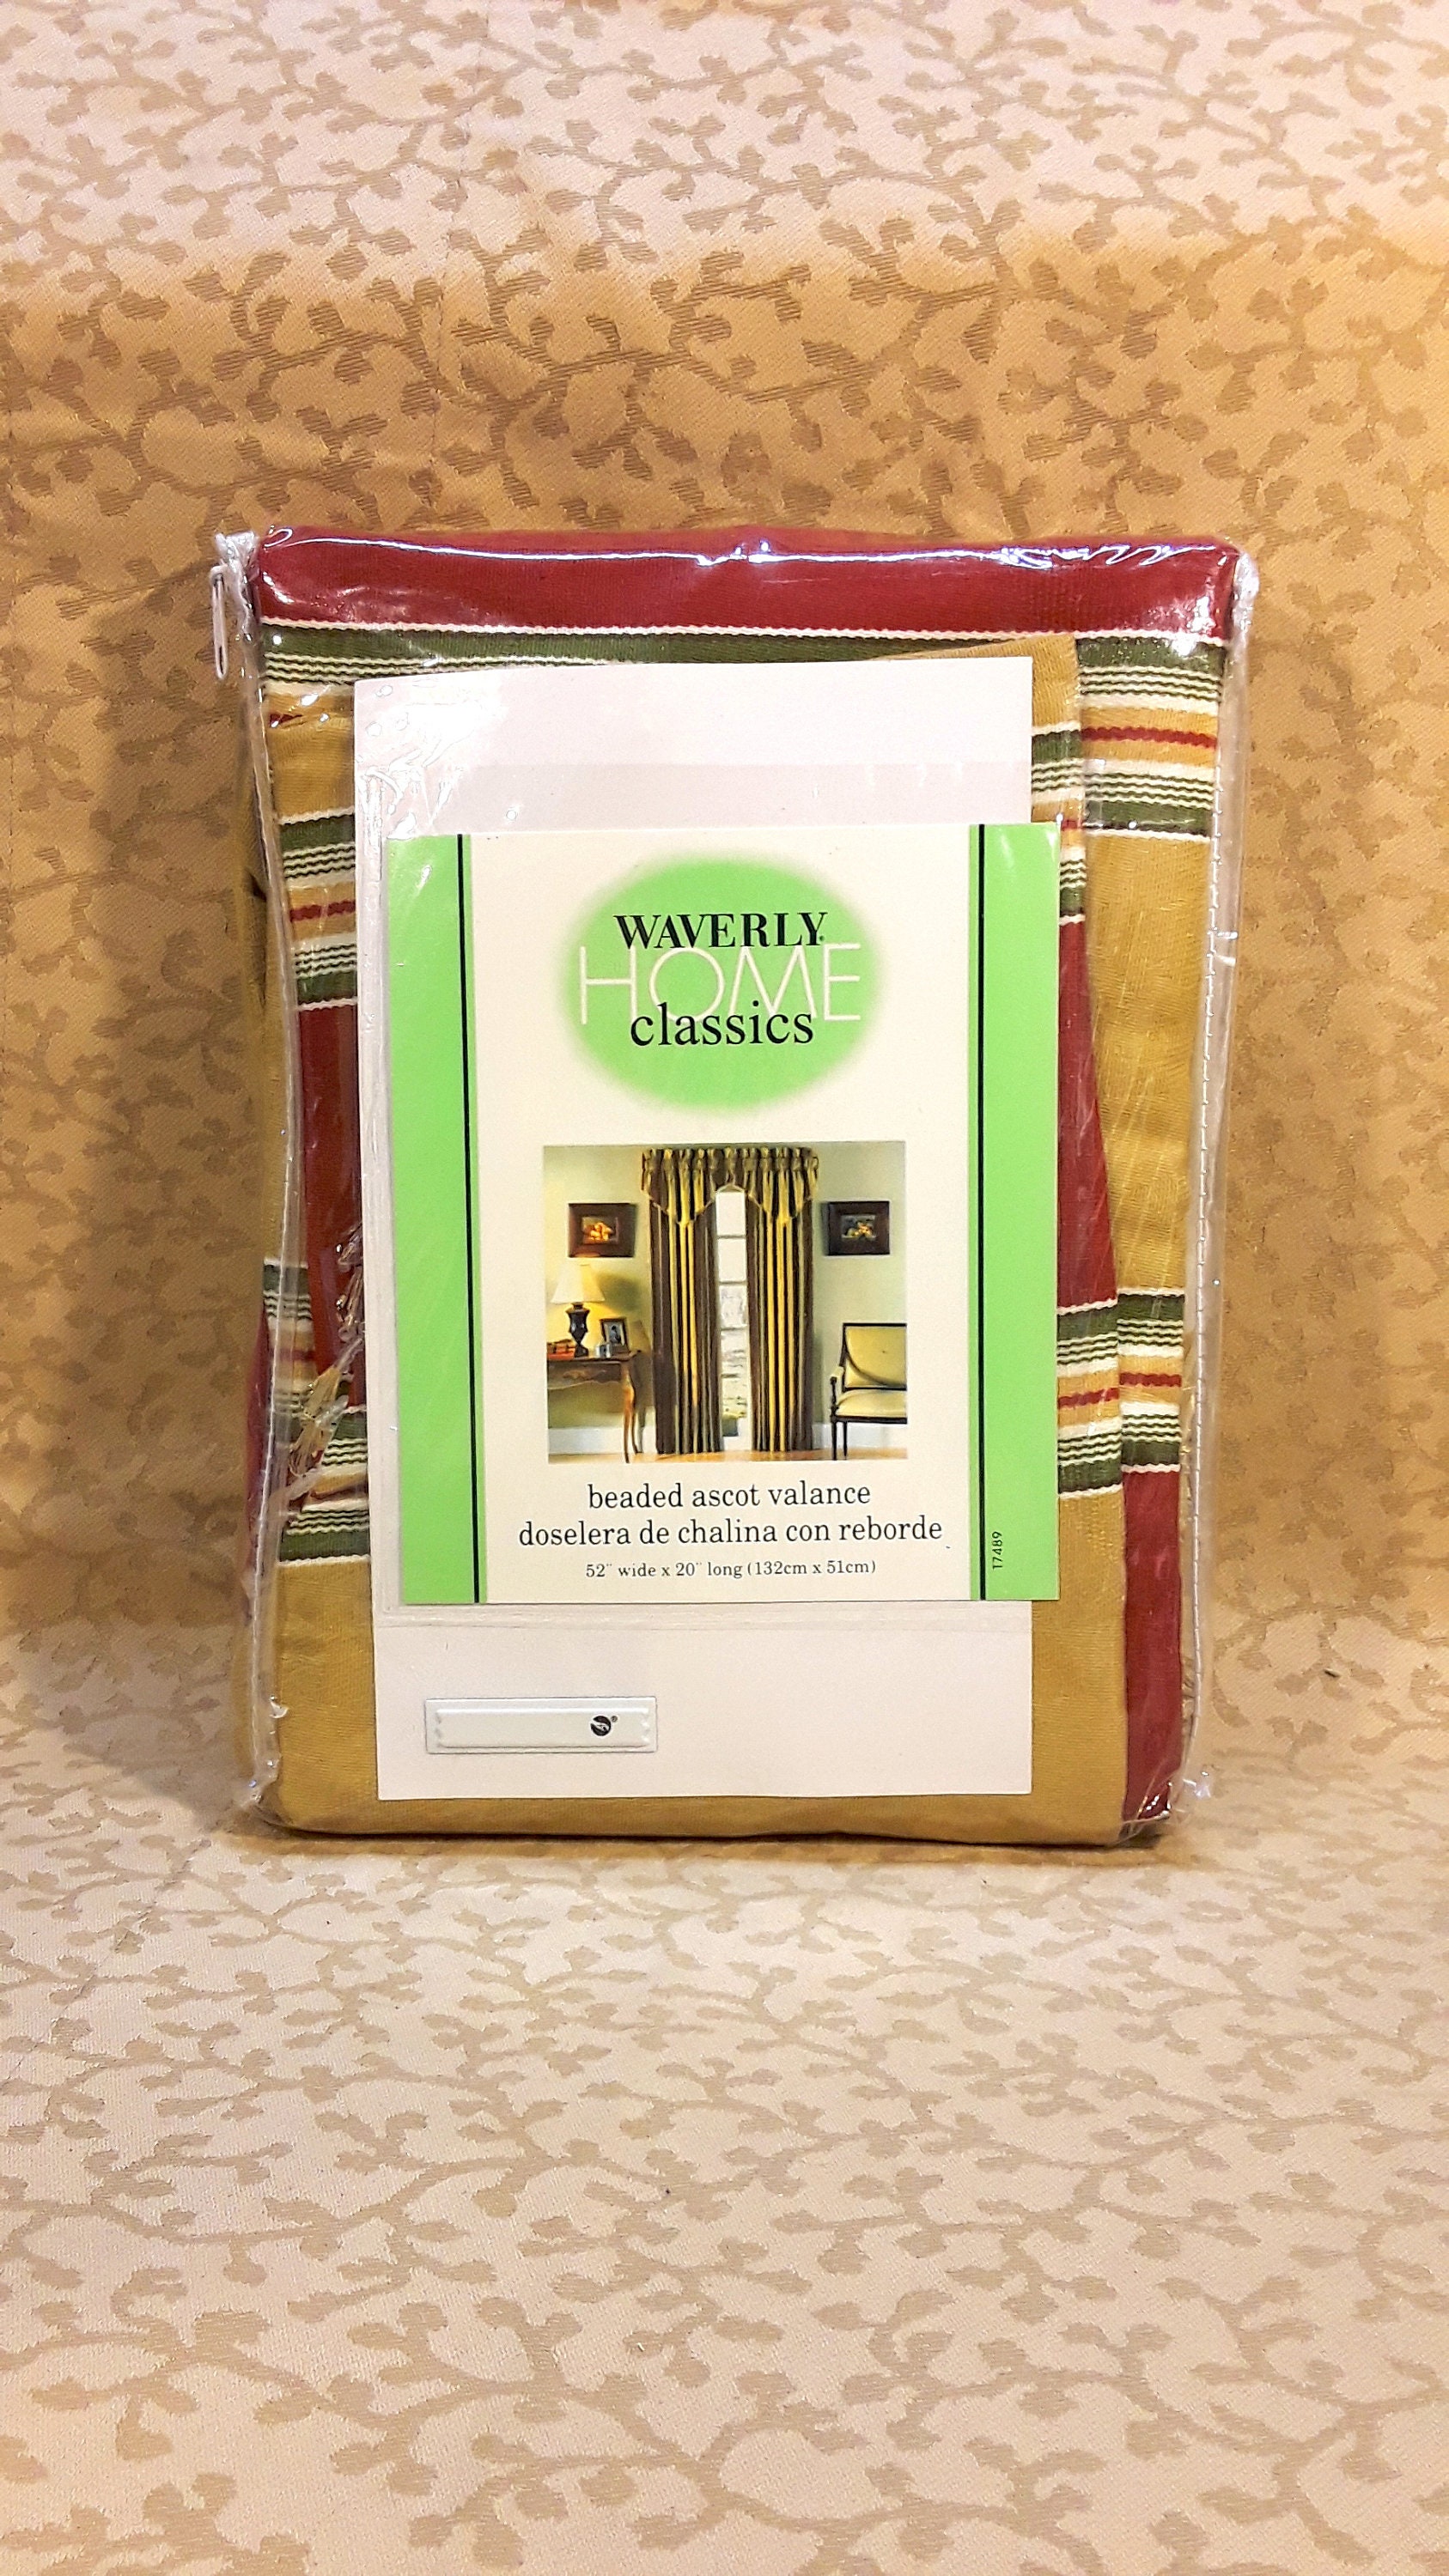 WAVERLY®
HOME
classics
beaded ascot valance
doselera de chalina con reborde
52" wide x 20" long (132cm x 51cm)
17489